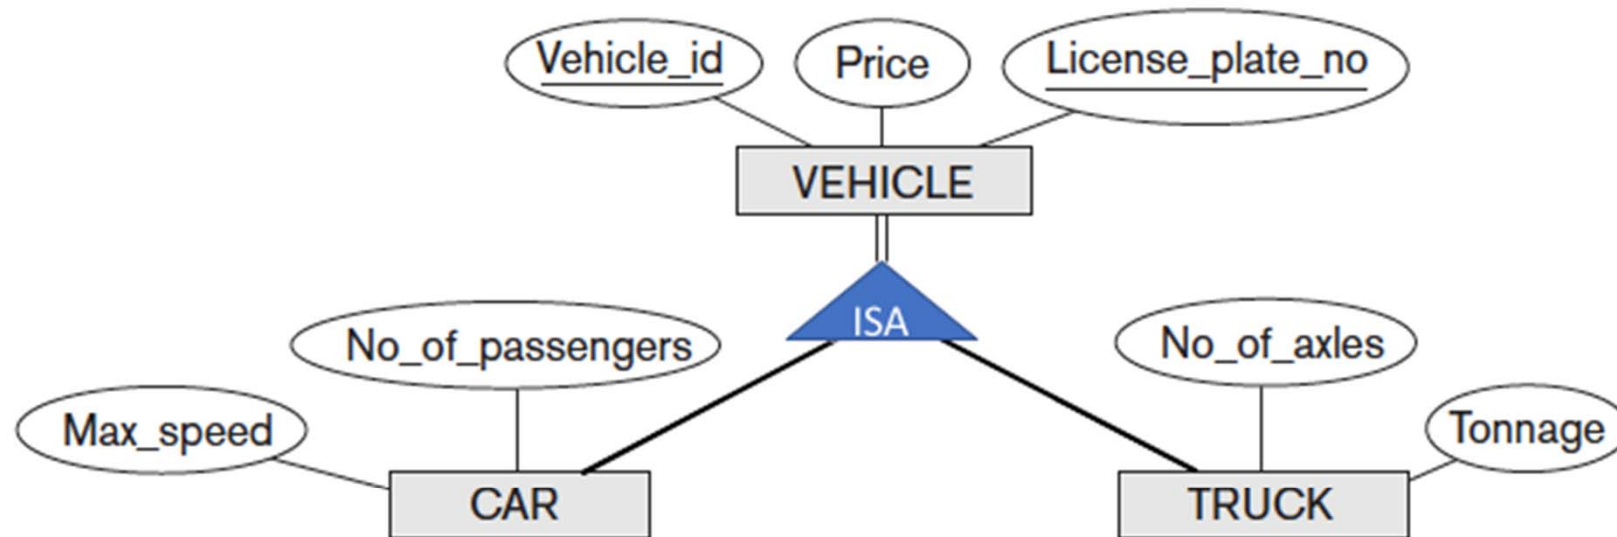 Vehicle_id
Price
License_plate_no
VEHICLE
ISA
No_of_passengers
No_of_axles
Max_speed
Tonnage
CAR
TRUCK